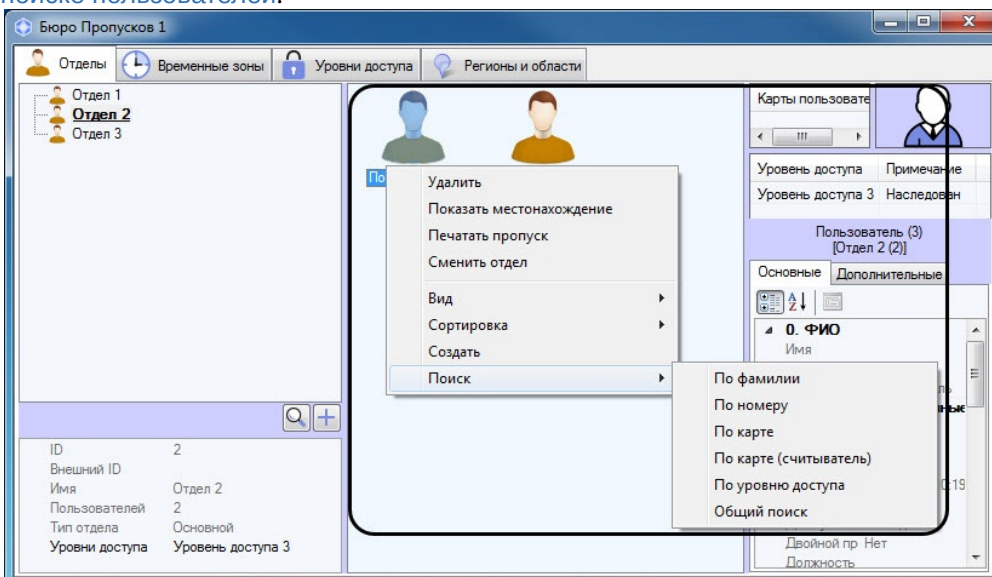 поиске пользователей.
Бюро Пропусков 1
Отделы Временные зоны Уровни доступа Регионы и области
Отдел 1
Отдел 2
Отдел 3
ID 2
Внешний ID
Имя Отдел 2
Пользователей 2
Тип отдела Основной
Уровни доступа Уровень доступа 3
По
Удалить
Показать местонахождение
Печатать пропуск
Сменить отдел
Вид
Сортировка
Создать
Поиск
По фамилии
По номеру
По карте
По карте (считыватель)
По уровню доступа
Общий поиск
Карты пользовате
Уровень доступа Примечание
Уровень доступа 3 Наследован
Пользователь (3)
[Отдел 2 (2)]
Основные Дополнительные
0. ФИО
Имя
Двойной пр Нет
Должность